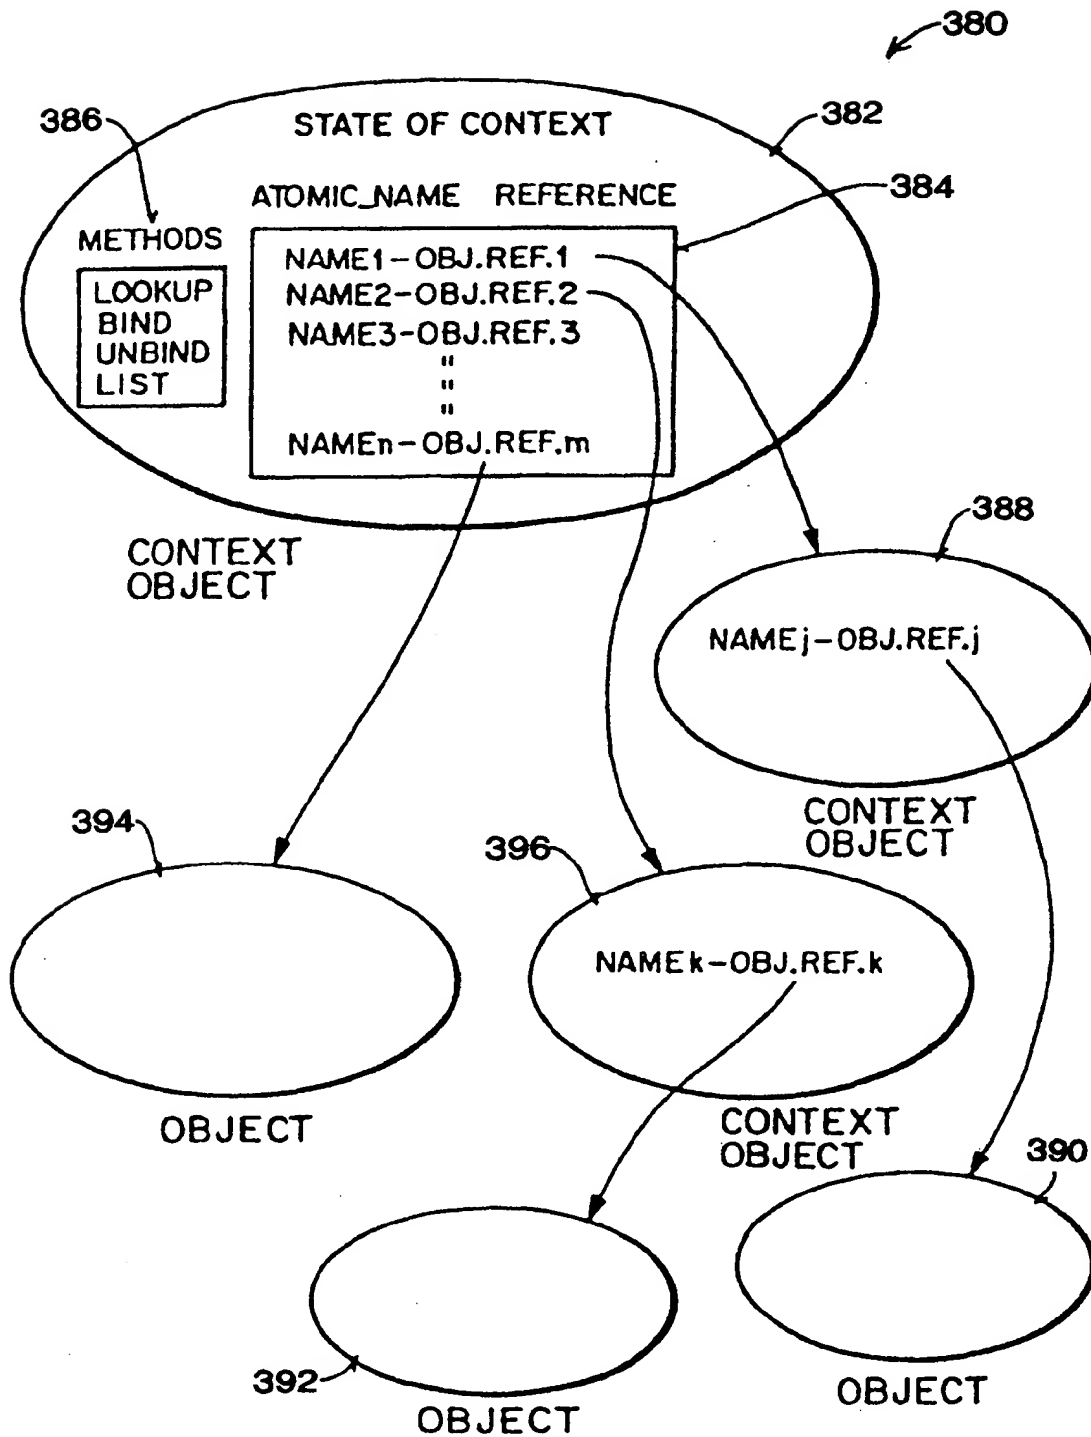 380
386
STATE OF CONTEXT
382
ATOMIC_NAME REFERENCE
384
METHODS
LOOKUP
BIND
UNBIND
LIST
NAME1-OBJ.REF.1
NAME2-OBJ.REF.2
NAME3-OBJ.REF.3
"
"
"
NAMEn-OBJ.REF.m
CONTEXT
OBJECT
388
NAMEj-OBJ.REF.j
CONTEXT
OBJECT
394
396
NAMEk-OBJ.REF.k
OBJECT
CONTEXT
OBJECT
390
392
OBJECT
OBJECT